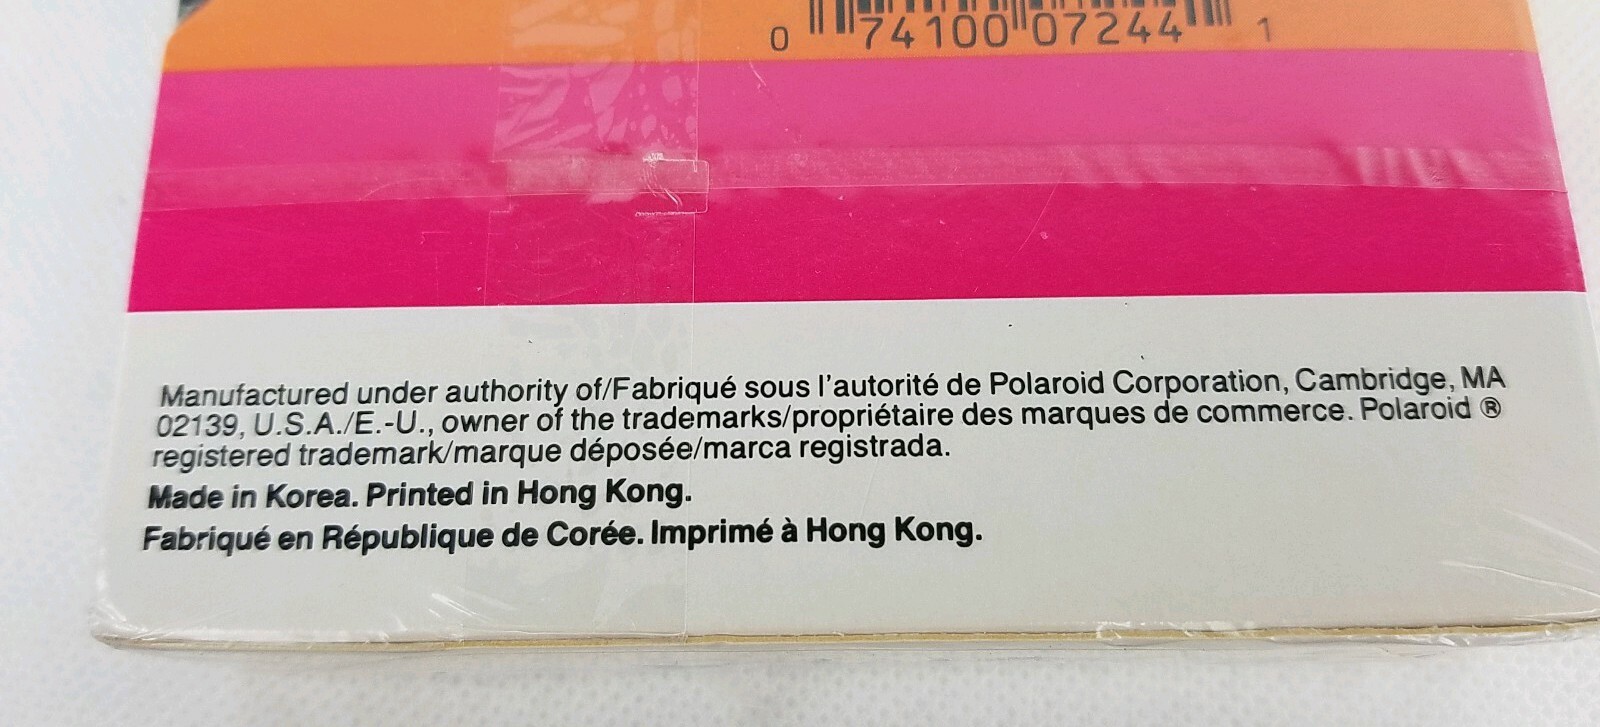 0 74100 07244 1
Manufactured under authority of/Fabriqué sous l'autorité de Polaroid Corporation, Cambridge, MA
02139, U.S.A./E.-U., owner of the trademarks/propriétaire des marques de commerce. Polaroid ®
registered trademark/marque déposée/marca registrada.
Made in Korea. Printed in Hong Kong.
Fabriqué en République de Corée. Imprimé à Hong Kong.